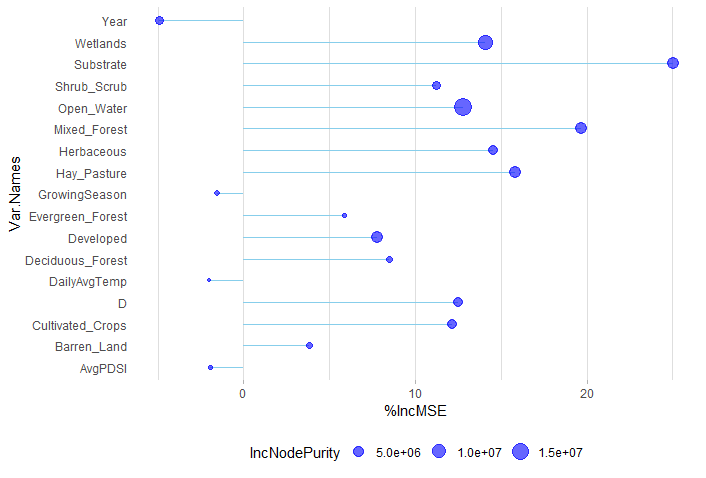 Var.Names
Year
Wetlands
Substrate
Shrub_Scrub
Open_Water
Mixed_Forest
Herbaceous
Hay_Pasture
GrowingSeason
Evergreen_Forest
Developed
Deciduous_Forest
DailyAvgTemp
D
Cultivated_Crops
Barren_Land
AvgPDSI
0 10 20
%IncMSE
IncNodePurity 5.0e+06 1.0e+07 1.5e+07